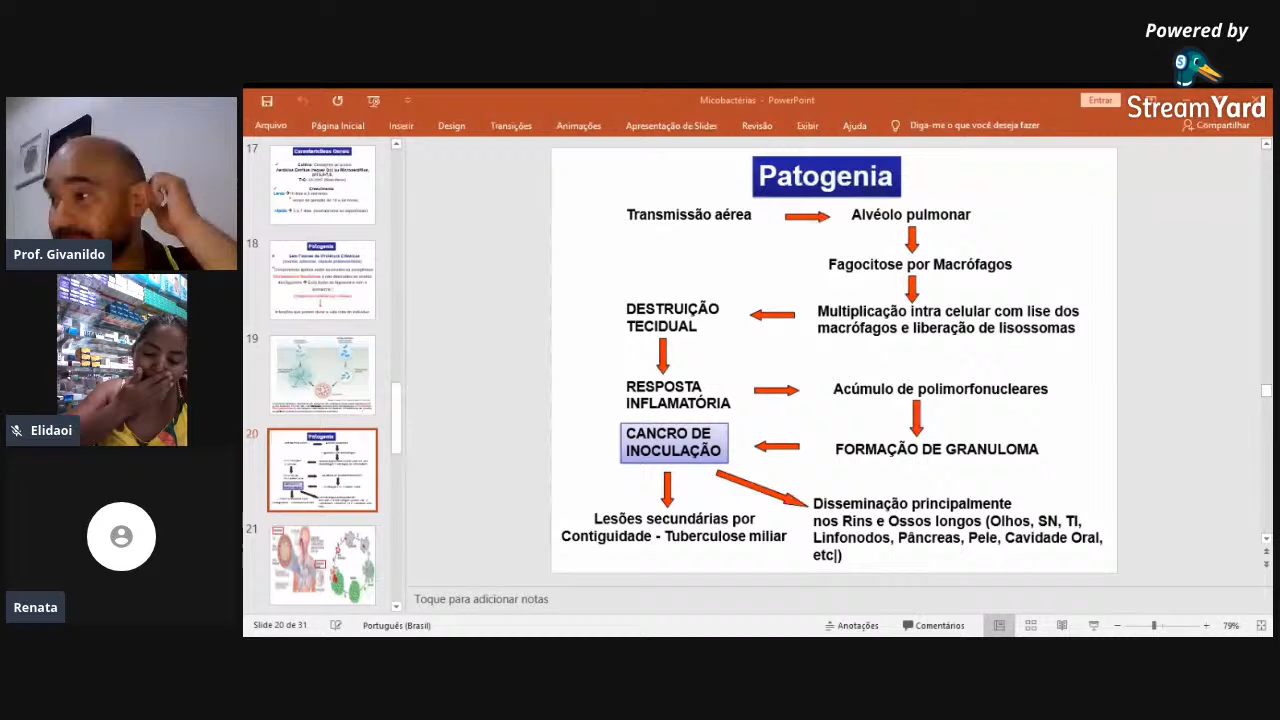 Powered by
StreamYard
Micobactérias - PowerPoint
Entrar
Arquivo
Página Inicial
Inserir
Design
Transições
Animações
Apresentação de Slides
Revisão
Exibir
Ajuda
Diga-me o que você deseja fazer
Compartilhar
Prof. Givanildo
Elidaoi
Renata
17
Características Gerais
18
Patogenia
19
20
Patogenia
21
Patogenia
Transmissão aérea
Alvéolo pulmonar
Fagocitose por Macrófagos
DESTRUIÇÃO
TECIDUAL
Multiplicação intra celular com lise dos
macrófagos e liberação de lisossomas
RESPOSTA
INFLAMATÓRIA
Acúmulo de polimorfonucleares
CANCRO DE
INOCULAÇÃO
FORMAÇÃO DE GRANULOMA
Lesões secundárias por
Contiguidade - Tuberculose miliar
Disseminação principalmente
nos Rins e Ossos longos (Olhos, SN, TI,
Linfonodos, Pâncreas, Pele, Cavidade Oral,
etc|)
Toque para adicionar notas
Slide 20 de 31
Português (Brasil)
Anotações
Comentários
79%